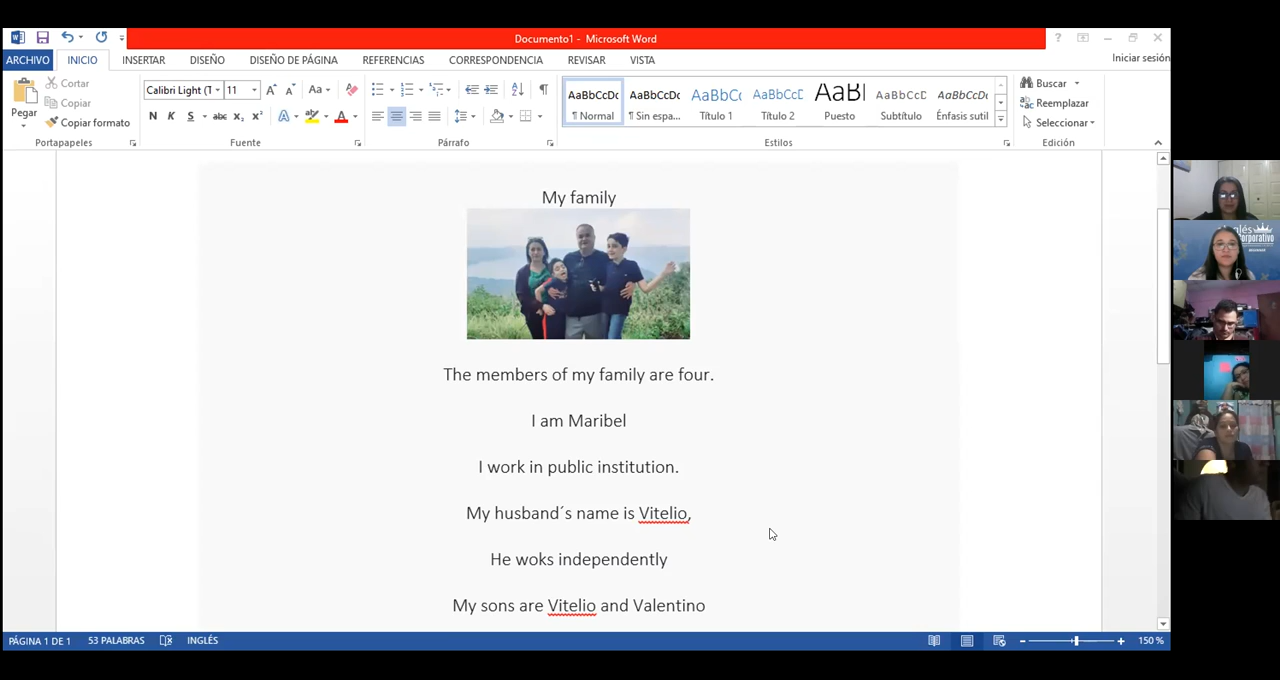 Documento1 - Microsoft Word
ARCHIVO INICIO INSERTAR DISEÑO DISEÑO DE PÁGINA REFERENCIAS CORRESPONDENCIA REVISAR VISTA Iniciar sesión
Pegar
Cortar
Copiar
Copiar formato
Portapapeles
Calibri Light (T 11
Fuente
Párrafo
AaBbCcDc AaBbCcDc AaBbCc AaBbCcD AaBl AaBbCcD AaBbCcDc
¶ Normal ¶ Sin espa... Título 1 Título 2 Puesto Subtítulo Énfasis sutil
Estilos
Buscar
Reemplazar
Seleccionar
Edición
My family
The members of my family are four.
I am Maribel
I work in public institution.
My husband´s name is Vitelio,
He woks independently
My sons are Vitelio and Valentino
PÁGINA 1 DE 1 53 PALABRAS INGLÉS 150 %